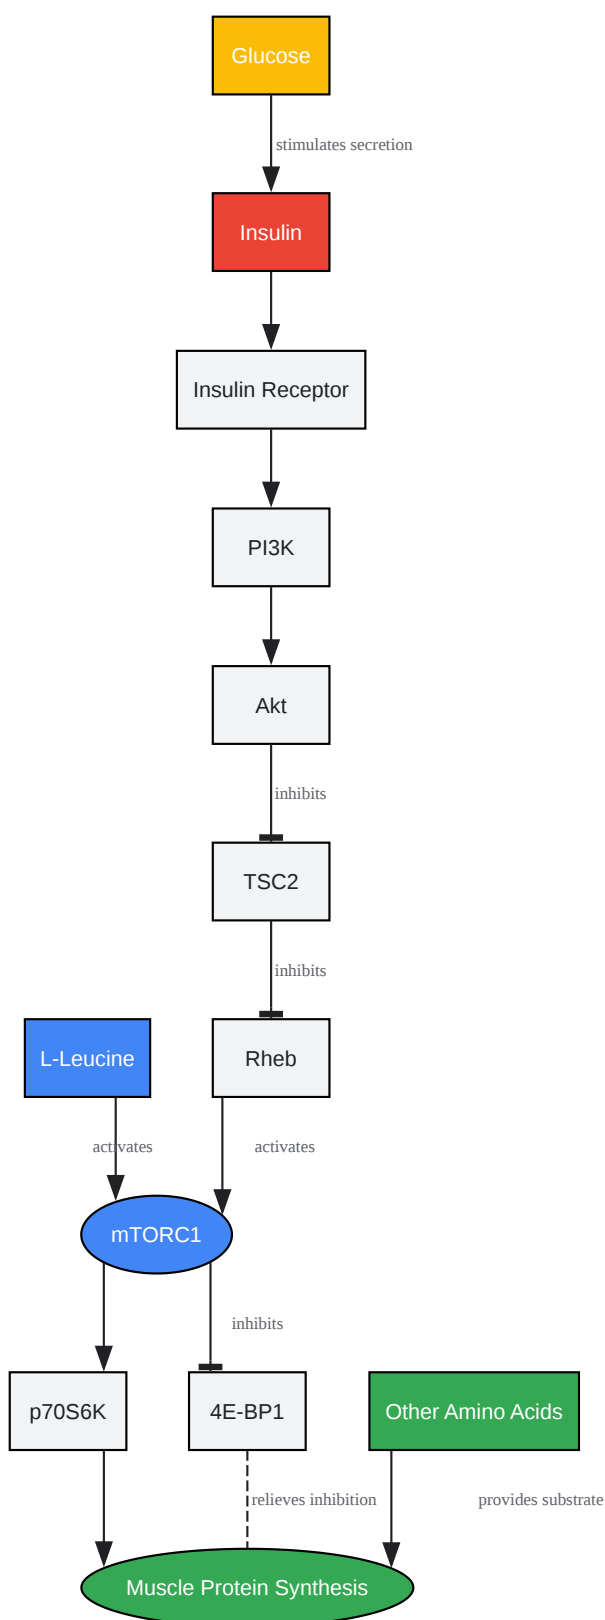 Glucose
stimulates secretion
Insulin
Insulin Receptor
PI3K
Akt
inhibits
TSC2
inhibits
L-Leucine
Rheb
activates
activates
mTORC1
inhibits
p70S6K
4E-BP1
Other Amino Acids
relieves inhibition
provides substrate
Muscle Protein Synthesis